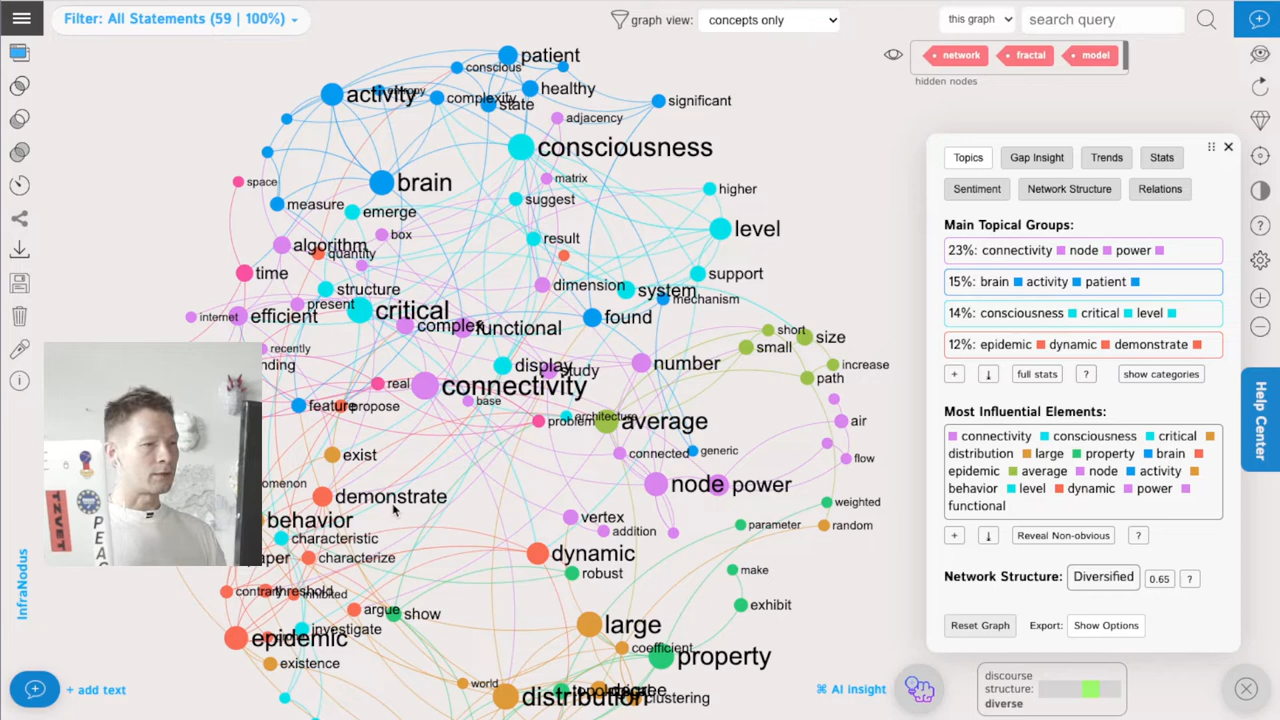 Filter: All Statements (59 | 100%)
graph view: concepts only
this graph search query
network fractal model
hidden nodes
patient
conscious
healthy
activity
complexity
state
significant
adjacency
consciousness
matrix
space
brain
higher
suggest
measure
emerge
level
box
result
algorithm
quantity
time
support
structure
dimension
system
mechanism
present
critical
internet
efficient
complex
functional
found
short
small
size
recently
number
display
study
increase
real
connectivity
path
base
feature
propose
architecture
problem
average
air
exist
connected
generic
flow
demonstrate
node
power
weighted
behavior
vertex
parameter
random
characteristic
addition
characterize
dynamic
robust
make
threshold
inhibited
argue
show
exhibit
investigate
epidemic
large
coefficient
existence
property
world
distribution
degree
clustering
Topics Gap Insight Trends Stats
Sentiment Network Structure Relations
Main Topical Groups:
23%: connectivity node power
15%: brain activity patient
14%: consciousness critical level
12%: epidemic dynamic demonstrate
+ full stats ? show categories
Most Influential Elements:
connectivity consciousness critical
distribution large property brain
epidemic average node activity
behavior level dynamic power
functional
+ Reveal Non-obvious ?
Network Structure: Diversified 0.65 ?
Reset Graph Export: Show Options
Help Center
InfraNodus
TZVET
PEAC
+ add text
⌘ AI insight
discourse
structure:
diverse